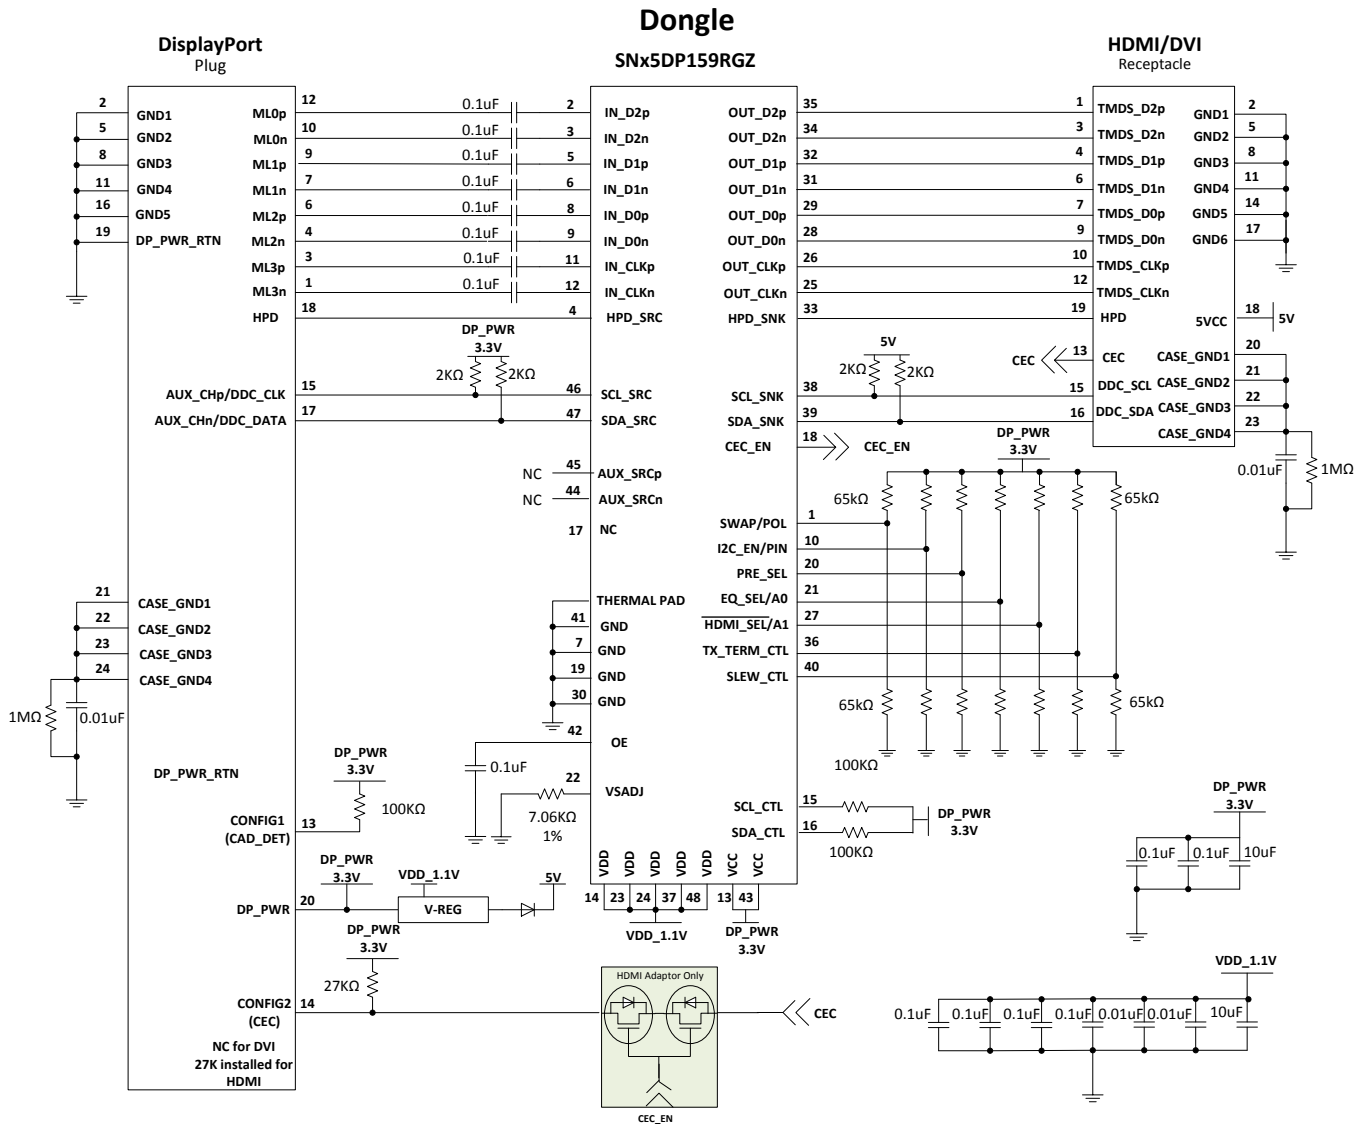 Dongle
DisplayPort
Plug
SNx5DP159RGZ
HDMI/DVI
Receptacle
2 GND1 ML0p 12 0.1uF 2 IN_D2p OUT_D2p 35 1 TMDS_D2p GND1 2
5 GND2 ML0n 10 0.1uF 3 IN_D2n OUT_D2n 34 3 TMDS_D2n GND2 5
8 GND3 ML1p 9 0.1uF 5 IN_D1p OUT_D1p 32 4 TMDS_D1p GND3 8
11 GND4 ML1n 7 0.1uF 6 IN_D1n OUT_D1n 31 6 TMDS_D1n GND4 11
16 GND5 ML2p 6 0.1uF 8 IN_D0p OUT_D0p 29 7 TMDS_D0p GND5 14
19 DP_PWR_RTN ML2n 4 0.1uF 9 IN_D0n OUT_D0n 28 9 TMDS_D0n GND6 17
ML3p 3 0.1uF 11 IN_CLKp OUT_CLKp 26 10 TMDS_CLKp
ML3n 1 0.1uF 12 IN_CLKn OUT_CLKn 25 12 TMDS_CLKn
HPD 18 4 HPD_SRC HPD_SNK 33 19 HPD 5VCC 18 5V
DP_PWR
3.3V
5V
CEC 13 CEC CASE_GND1 20
2KΩ 2KΩ 2KΩ 2KΩ CASE_GND2 21
AUX_CHp/DDC_CLK 15 46 SCL_SRC SCL_SNK 38 15 DDC_SCL CASE_GND3 22
AUX_CHn/DDC_DATA 17 47 SDA_SRC SDA_SNK 39 16 DDC_SDA CASE_GND4 23
CEC_EN 18 CEC_EN
DP_PWR
3.3V
0.01uF 1MΩ
NC 45 AUX_SRCp
NC 44 AUX_SRCn
17 NC
65kΩ 65kΩ
SWAP/POL 1
I2C_EN/PIN 10
PRE_SEL 20
EQ_SEL/A0 21
HDMI_SEL/A1 27
TX_TERM_CTL 36
SLEW_CTL 40
65kΩ 65kΩ
21 CASE_GND1
22 CASE_GND2
23 CASE_GND3
24 CASE_GND4
1MΩ 0.01uF
THERMAL PAD
41 GND
7 GND
19 GND
30 GND
42 OE
0.1uF
22 VSADJ
7.06KΩ
1%
DP_PWR_RTN
DP_PWR
3.3V
100KΩ
CONFIG1 13
(CAD_DET)
100KΩ
SCL_CTL 15
SDA_CTL 16
100KΩ
DP_PWR
3.3V
DP_PWR
3.3V
0.1uF 0.1uF 10uF
DP_PWR
3.3V
VDD_1.1V
5V
DP_PWR 20
V-REG
VDD VDD VDD VDD VDD VCC VCC
14 23 24 37 48 13 43
VDD_1.1V
DP_PWR
3.3V
DP_PWR
3.3V
27KΩ
CONFIG2 14
(CEC)
NC for DVI
27K installed for
HDMI
HDMI Adaptor Only
CEC
CEC_EN
VDD_1.1V
0.1uF 0.1uF 0.1uF 0.1uF 0.01uF 0.01uF 10uF